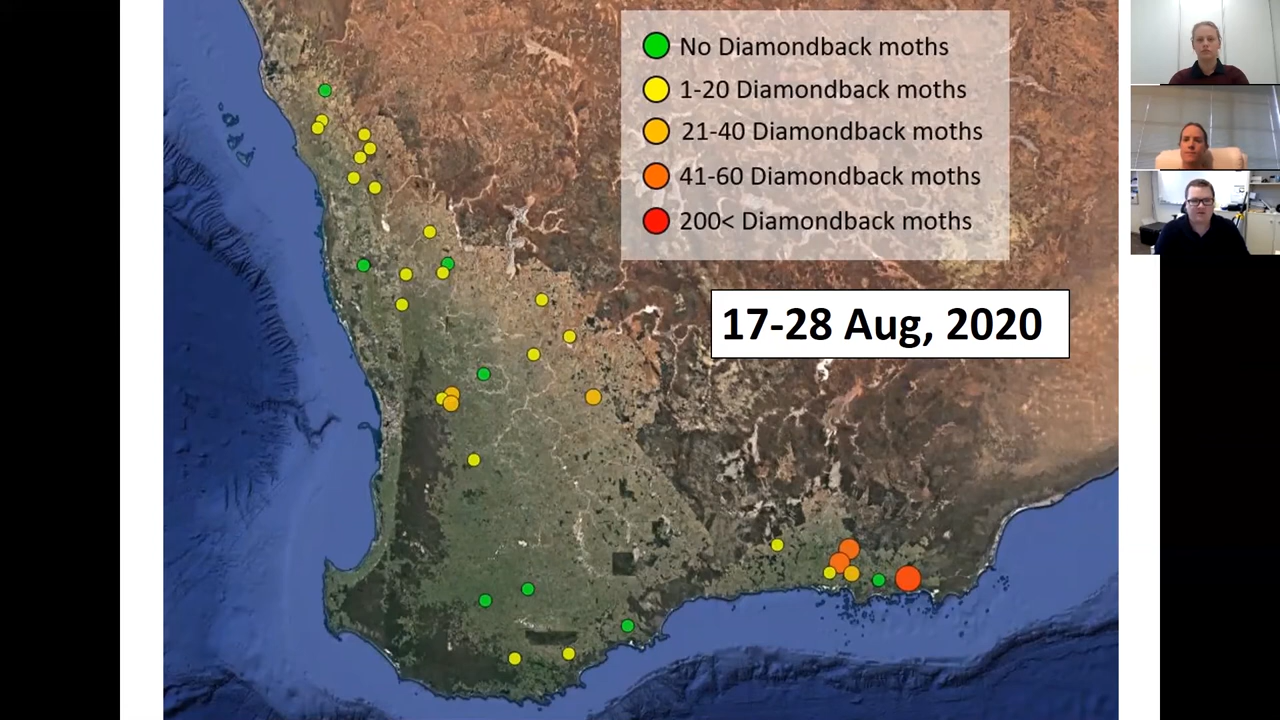 No Diamondback moths
1-20 Diamondback moths
21-40 Diamondback moths
41-60 Diamondback moths
200< Diamondback moths
17-28 Aug, 2020